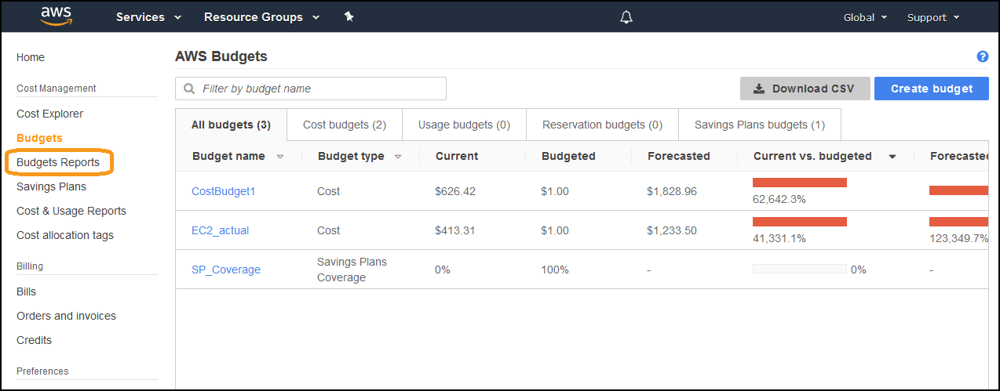 aws Services Resource Groups Global Support
Home
Cost Management
Cost Explorer
Budgets
Budgets Reports
Savings Plans
Cost & Usage Reports
Cost allocation tags
Billing
Bills
Orders and invoices
Credits
Preferences
AWS Budgets ?
Filter by budget name Download CSV Create budget
All budgets (3) Cost budgets (2) Usage budgets (0) Reservation budgets (0) Savings Plans budgets (1)
Budget name Budget type Current Budgeted Forecasted Current vs. budgeted Forecasted
CostBudget1 Cost $626.42 $1.00 $1,828.96 62,642.3%
EC2_actual Cost $413.31 $1.00 $1,233.50 41,331.1% 123,349.7%
SP_Coverage Savings Plans Coverage 0% 100% - 0% -